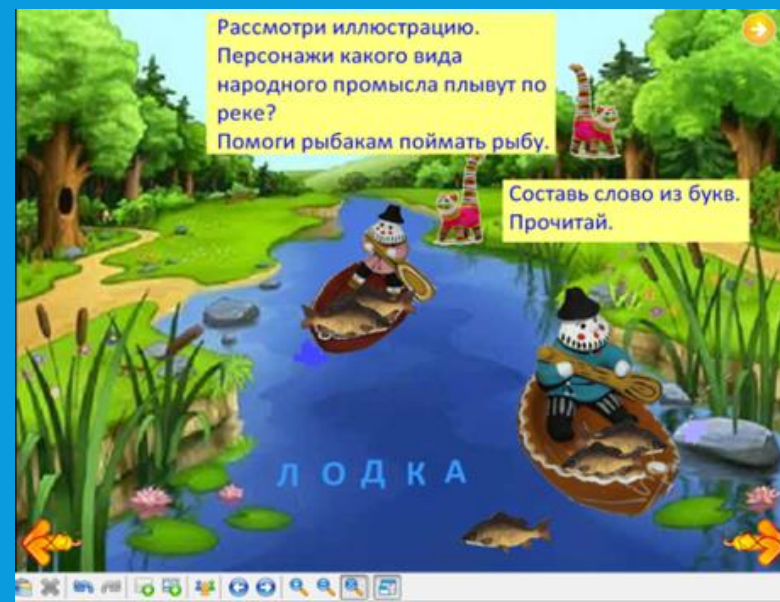 Рассмотри иллюстрацию.
Персонажи какого вида
народного промысла плывут по
реке?
Помоги рыбакам поймать рыбу.
Составь слово из букв.
Прочитай.
Л О Д К А